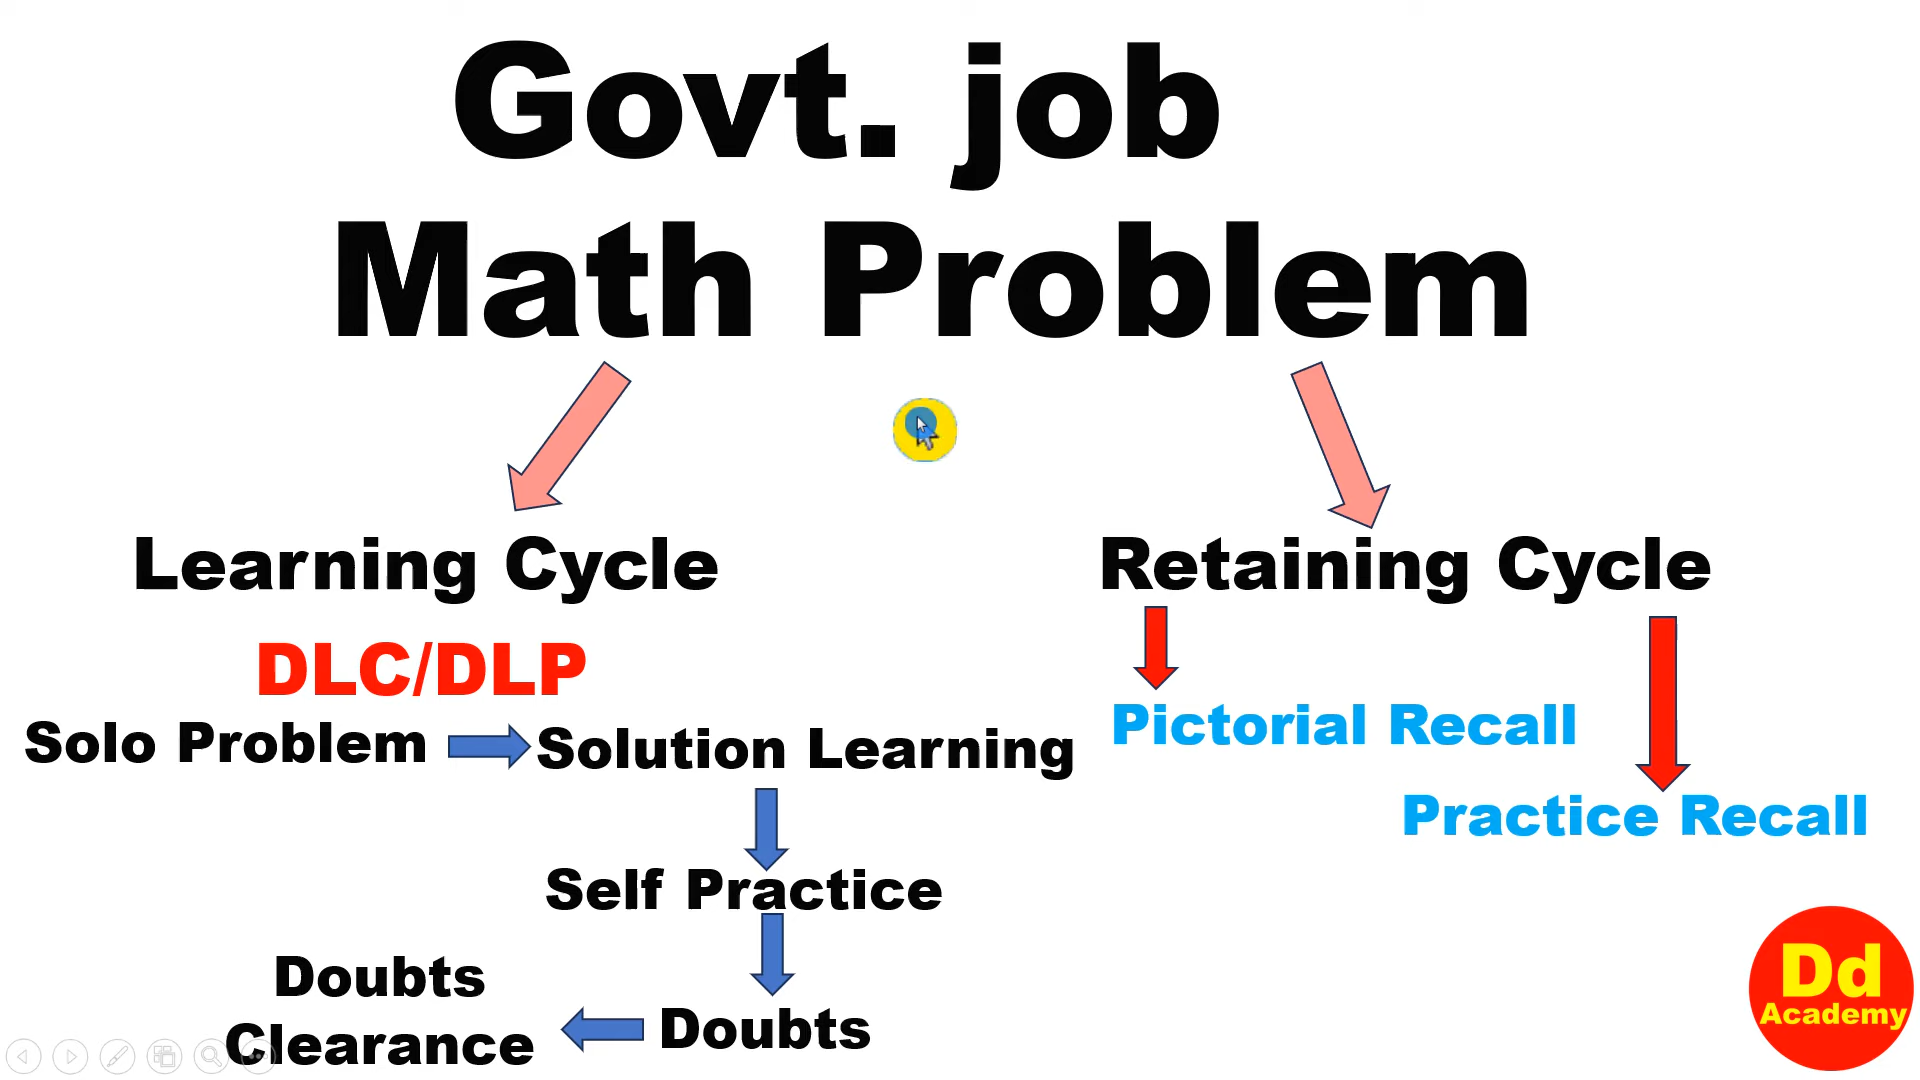 Govt. job
Math Problem
Learning Cycle
Retaining Cycle
DLC/DLP
Solo Problem
Solution Learning
Pictorial Recall
Practice Recall
Self Practice
Doubts
Doubts
Clearance
Dd
Academy